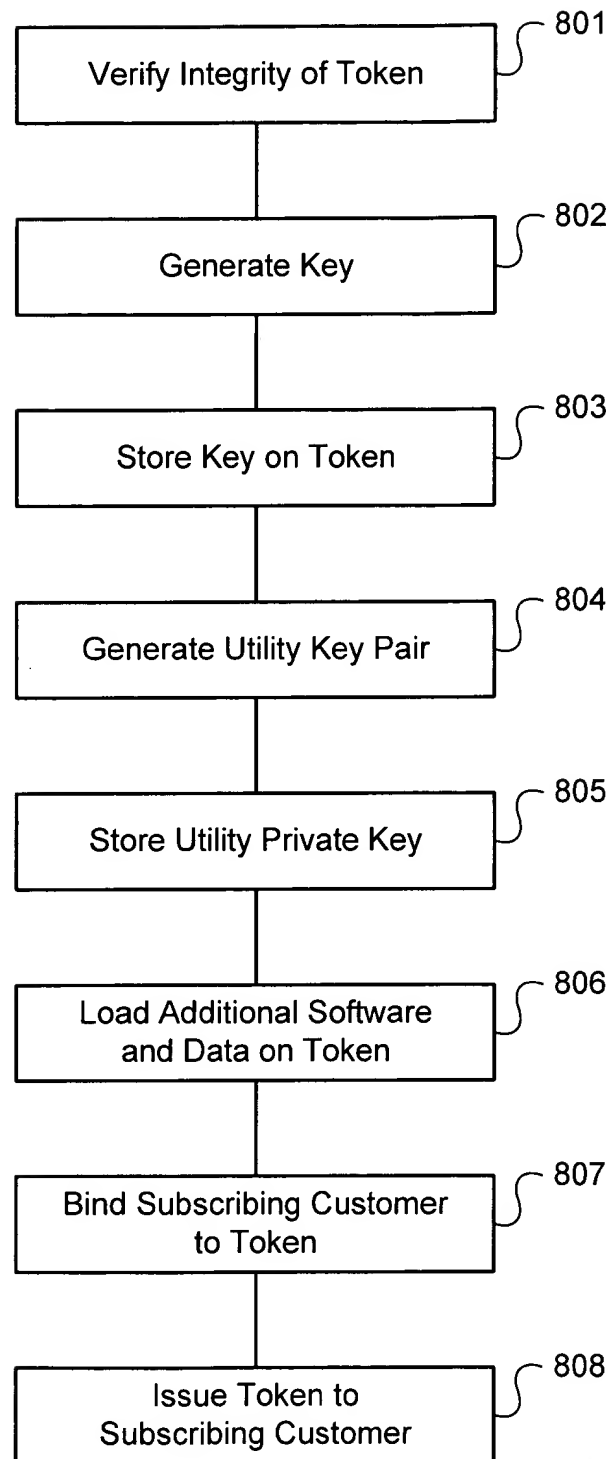 801
Verify Integrity of Token
802
Generate Key
803
Store Key on Token
804
Generate Utility Key Pair
805
Store Utility Private Key
806
Load Additional Software
and Data on Token
807
Bind Subscribing Customer
to Token
808
Issue Token to
Subscribing Customer